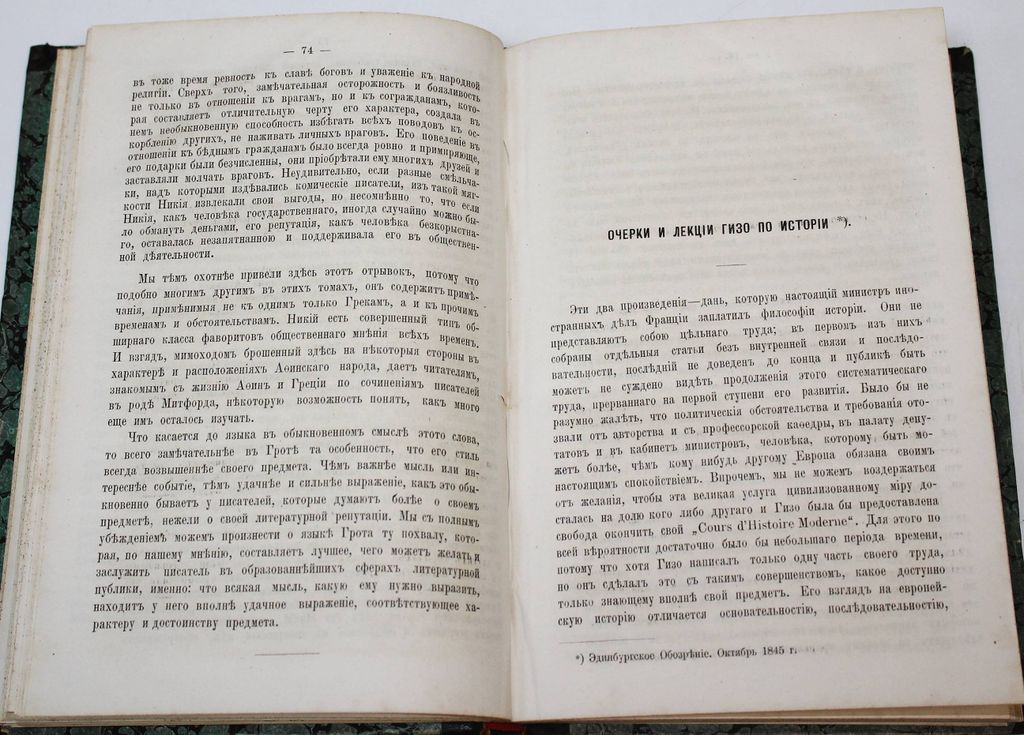 — 74 —
въ тоже время ревность къ славѣ боговъ и уваженіе къ народной
религіи. Сверхъ того, замѣчательная осторожность и боязливость
не только въ отношеніи къ врагамъ, но и къ согражданамъ, кото-
рая составляетъ отличительную черту его характера, создала въ
немъ необыкновенную способность избѣгать всѣхъ поводовъ къ ос-
корбленію другихъ, не наживать личныхъ враговъ. Его поведеніе въ
отношеніи къ бѣднымъ гражданамъ было всегда ровно и примиряюще,
его подарки были безчисленны, они пріобрѣтали ему многихъ друзей и
заставляли молчать враговъ. Неудивительно, если разные смѣльча-
ки, надъ которыми издѣвались комическіе писатели, изъ такой мяг-
кости Никія извлекали свои выгоды, но несомнѣнно то, что если
Никія, какъ человѣка государственнаго, иногда случайно можно бы-
ло обмануть деньгами, его репутація, какъ человѣка безкорыстна-
го, оставалась незапятнанною и поддерживала его въ обществен-
ной дѣятельности.
Мы тѣмъ охотнѣе привели здѣсь этотъ отрывокъ, потому что
подобно многимъ другимъ въ этихъ томахъ, онъ содержитъ примѣ-
чанія, примѣнимыя не къ однимъ только Грекамъ, а и къ прочимъ
временамъ и обстоятельствамъ. Никій есть совершенный типъ об-
ширнаго класса фаворитовъ общественнаго мнѣнія всѣхъ временъ.
И взгядъ, мимоходомъ брошенный здѣсь на нѣкоторыя стороны въ
характерѣ и расположеніяхъ Аѳинскаго народа, даетъ читателямъ,
знакомымъ съ жизнію Аѳинъ и Греціи по сочиненіямъ писателей
въ родѣ Митфорда, нѣкоторую возможность понять, какъ много
еще имъ осталось изучать.
Что касается до языка въ обыкновенномъ смыслѣ этото слова,
то всего замѣчательнѣе въ Гротѣ та особенность, что его стиль
всегда возвышеннѣе своего предмета. Чѣмъ важнѣе мысль или ин-
тереснѣе событіе, тѣмъ удачнѣе и сильнѣе выраженіе, какъ это обы-
кновенно бываетъ у писателей, которые думаютъ болѣе о своемъ
предметѣ, нежели о своей литературной репутаціи. Мы съ полнымъ
убѣжденіемъ можемъ произнести о языкѣ Грота ту похвалу, кото-
рая, по нашему мнѣнію, составляетъ лучшее, чего можетъ желать и
заслужить писатель въ образованнѣйшихъ сферахъ литературной
публики, именно: что всякая мысль, какую ему нужно выразить,
находитъ у него вполнѣ удачное выраженіе, соотвѣтствующее ха-
рактеру и достоинству предмета.
ОЧЕРКИ И ЛЕКЦІИ ГИЗО ПО ИСТОРІИ *).
Эти два произведенія—дань, которую настоящій министръ ино-
странныхъ дѣлъ Франціи заплатилъ философіи исторіи. Они не
представляютъ собою цѣльнаго труда; въ первомъ изъ нихъ
собраны отдѣльныя статьи безъ внутренней связи и послѣдо-
вательности, послѣдній не доведенъ до конца и публикѣ быть
можетъ не суждено видѣть продолженія этого систематическаго
труда, прерваннаго на первой ступени его развитія. Было бы не
разумно жалѣть, что политическія обстоятельства и требованія ото-
звали отъ авторства и съ профессорской каѳедры, въ палату депу-
татовъ и въ кабинетъ министровъ, человѣка, которому быть мо-
жетъ болѣе, чѣмъ кому нибудь другому Европа обязана своимъ
настоящимъ спокойствіемъ. Впрочемъ, мы не можемъ воздержаться
отъ желанія, чтобы эта великая услуга цивилизованному міру до-
сталась на долю кого либо другаго и Гизо была бы предоставлена
свобода окончить свой „Cours d'Histoire Moderne“. Для этого по
всей вѣроятности достаточно было бы небольшаго періода времени,
потому что хотя Гизо написалъ только одну часть своего труда,
но онъ сдѣлалъ это съ такимъ совершенствомъ, какое доступно
только знающему вполнѣ свой предметъ. Его взглядъ на европей-
скую исторію отличается основательностію, послѣдовательностію,
*) Эдинбургское Обозрѣніе. Октябрь 1845 г.